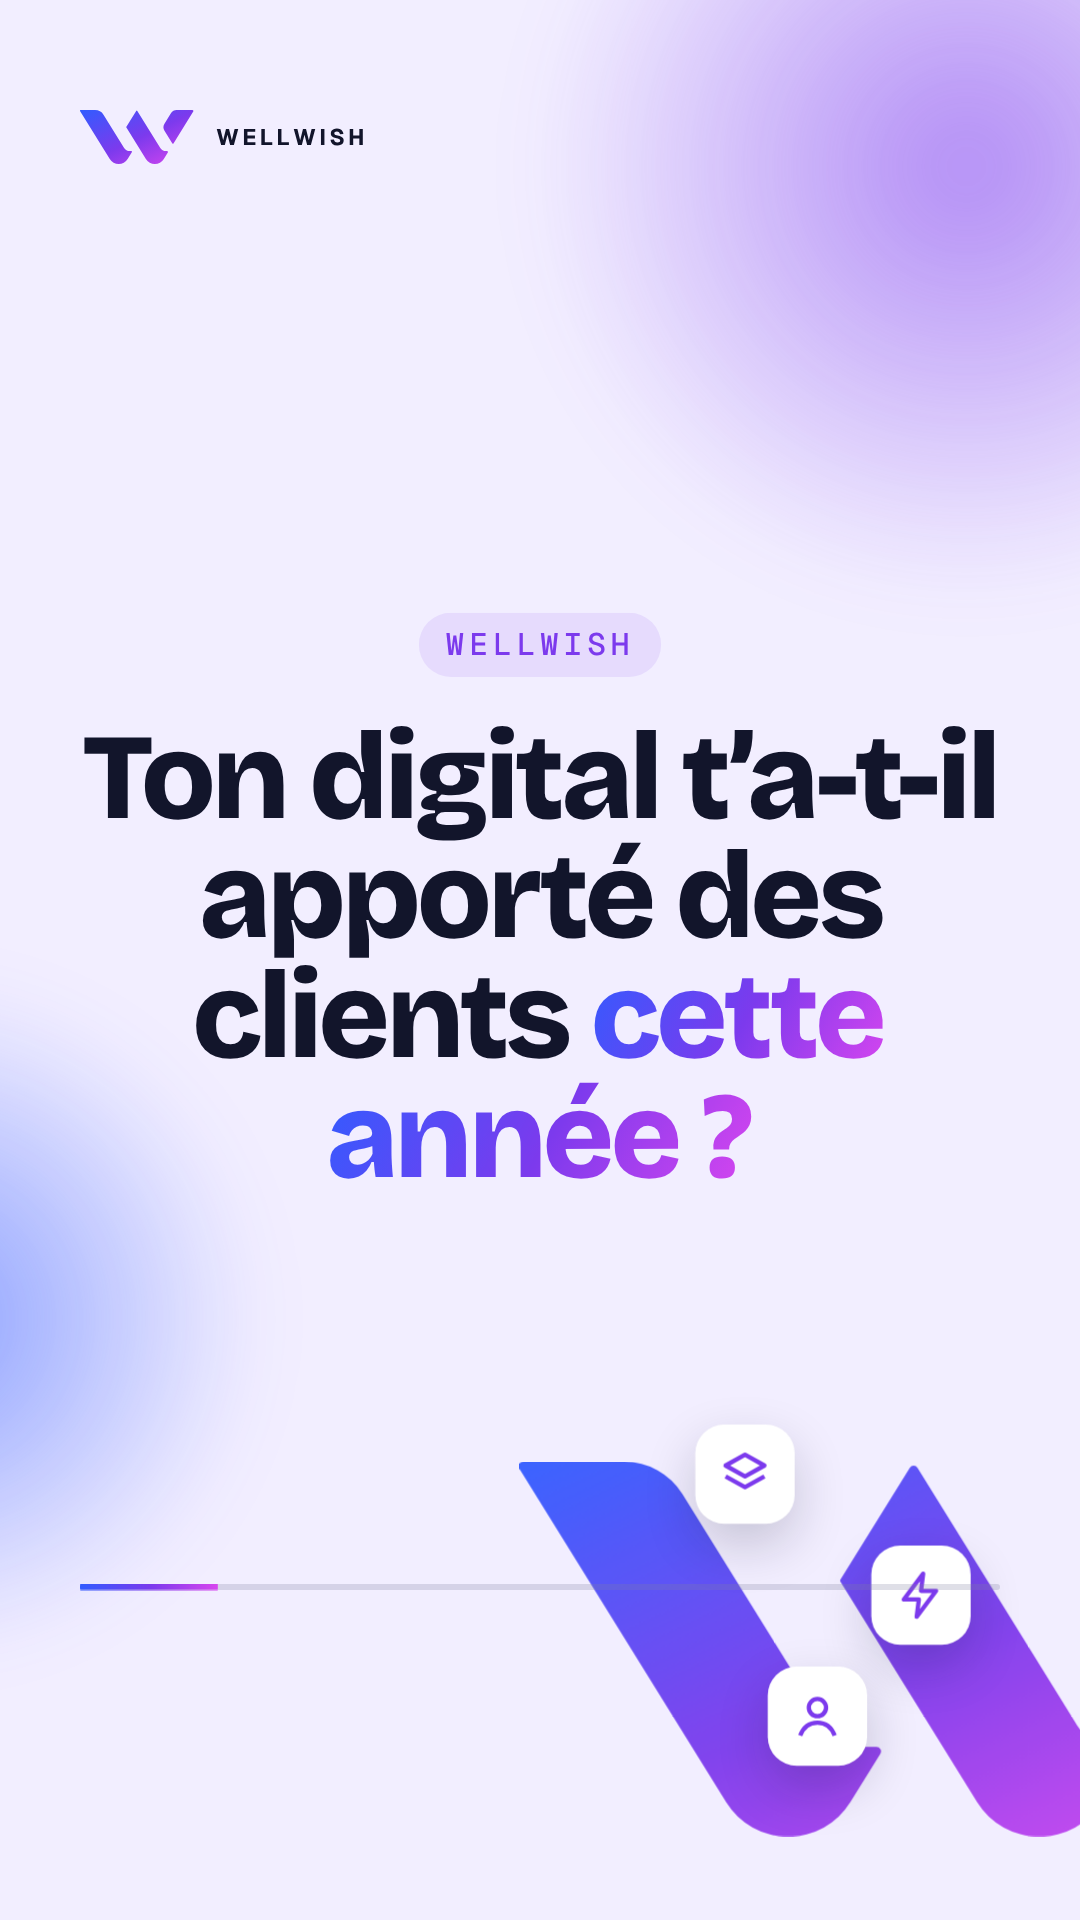 WELLWISH
WELLWISH
Ton digital t’a-t-il
apporté des
clients cette
année ?